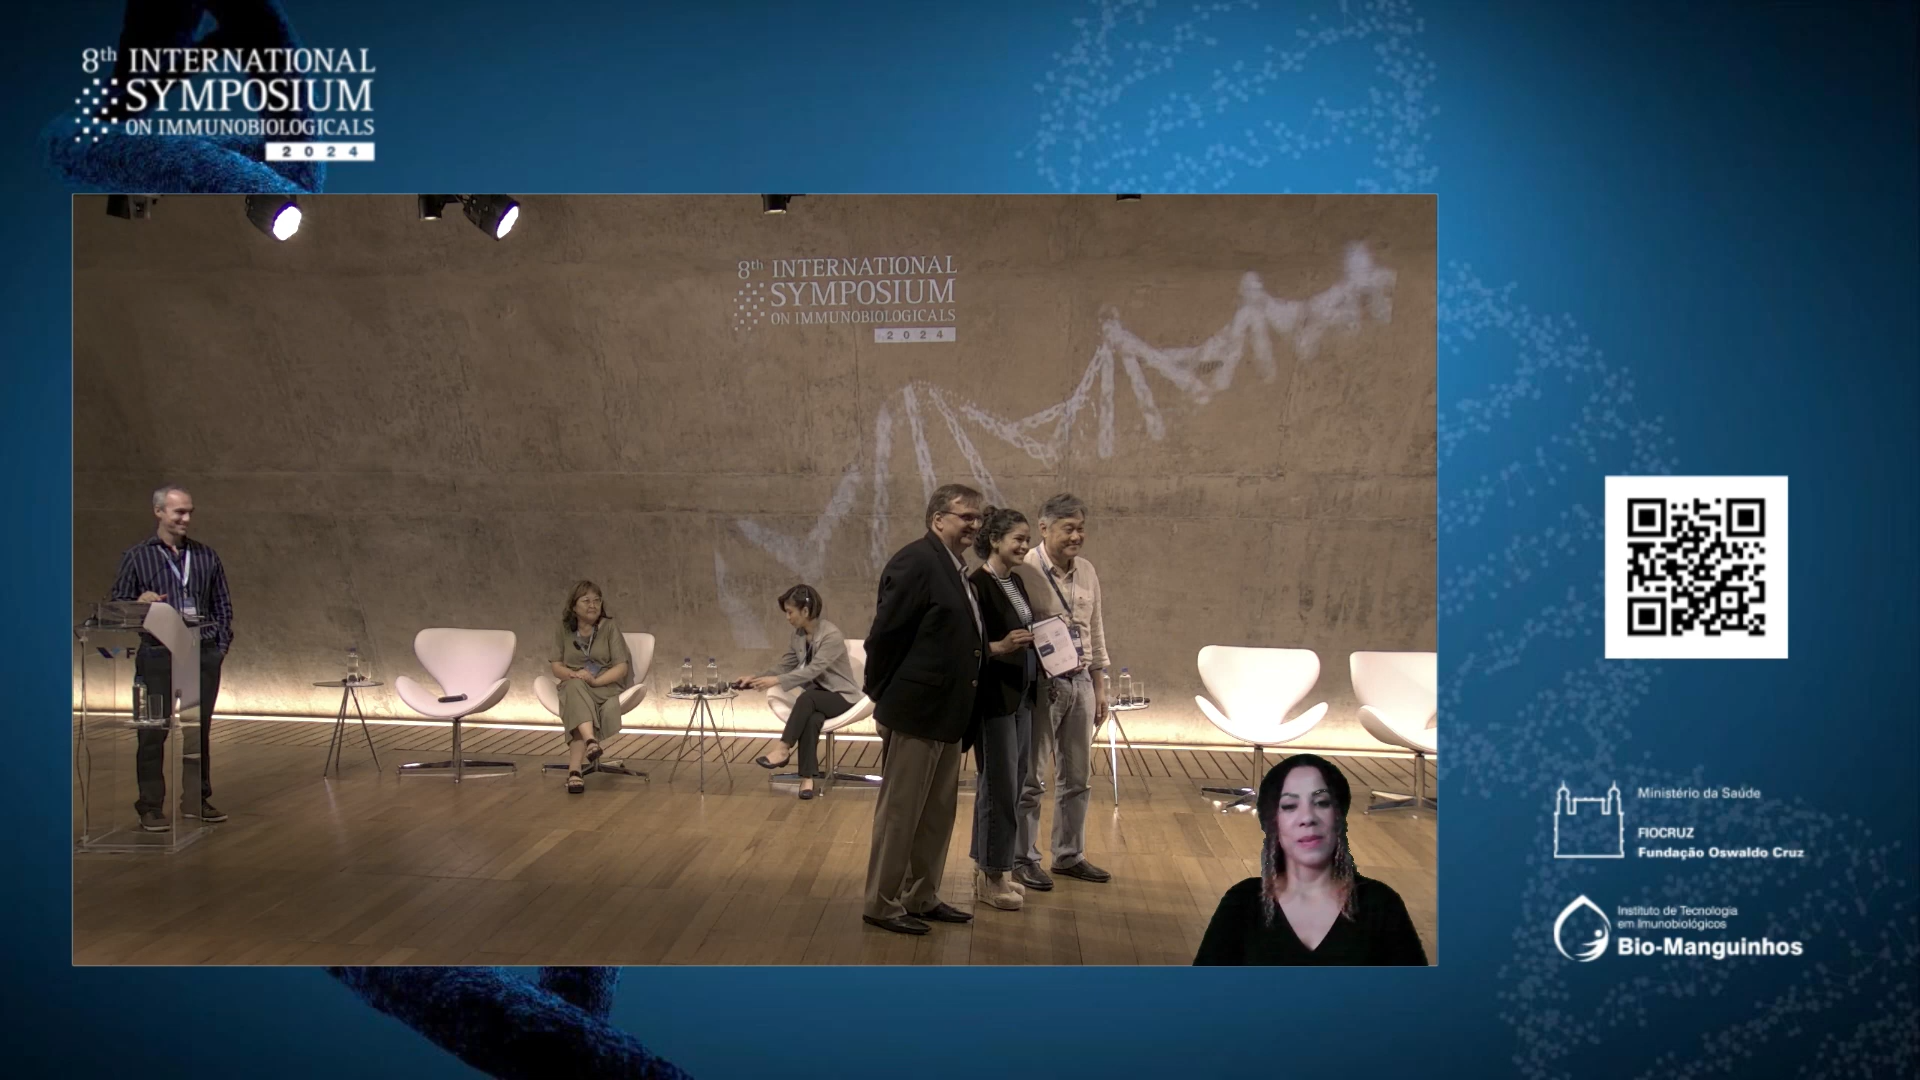 8th INTERNATIONAL
SYMPOSIUM
ON IMMUNOBIOLOGICALS
2024
8th INTERNATIONAL
SYMPOSIUM
ON IMMUNOBIOLOGICALS
2024
F
Ministério da Saúde
FIOCRUZ
Fundação Oswaldo Cruz
Instituto de Tecnologia
em Imunobiológicos
Bio-Manguinhos